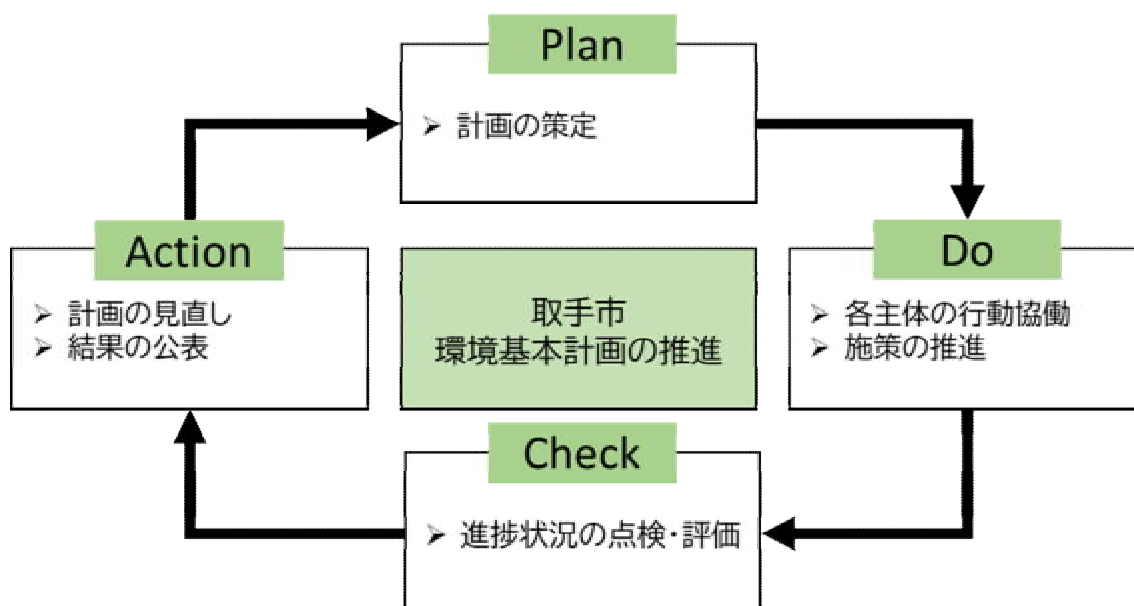 Plan
➢ 計画の策定
Action
➢ 計画の見直し
➢ 結果の公表
取手市
環境基本計画の推進
Do
➢ 各主体の行動協働
➢ 施策の推進
Check
➢ 進捗状況の点検・評価